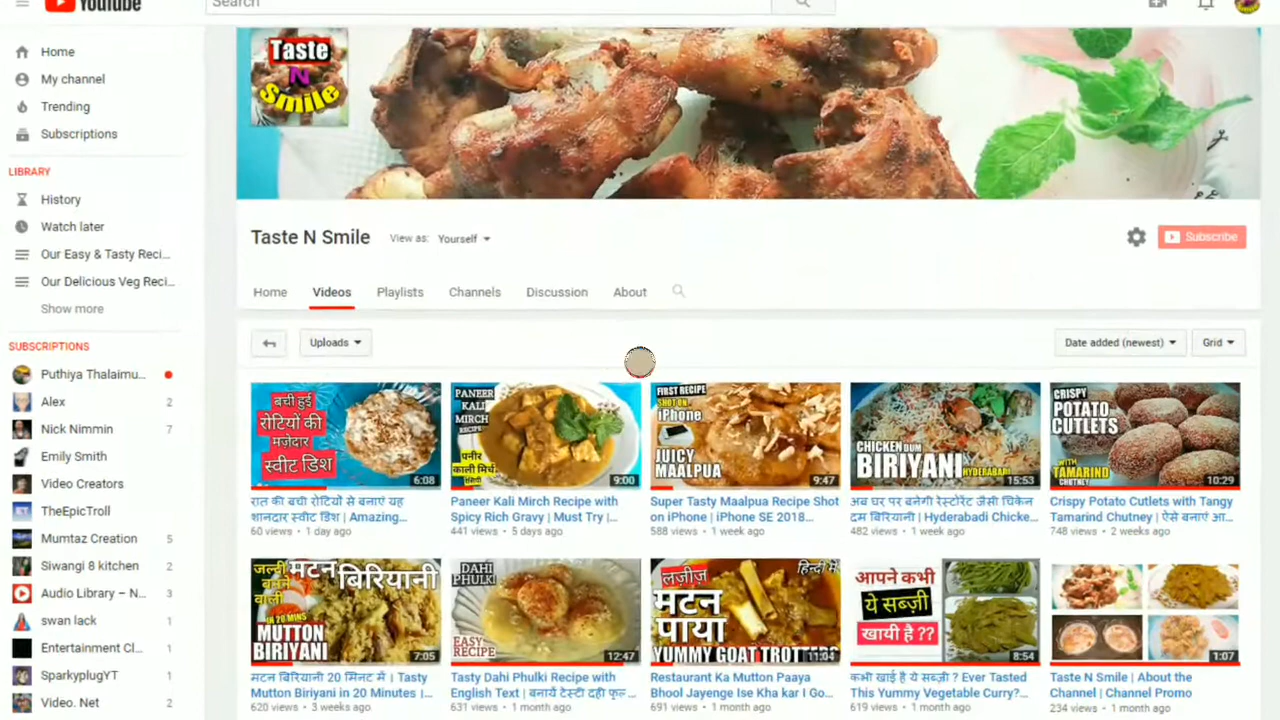 YouTube
Search
Home
My channel
Trending
Subscriptions
LIBRARY
History
Watch later
Our Easy & Tasty Reci...
Our Delicious Veg Reci...
Show more
SUBSCRIPTIONS
Puthiya Thalaimu...
Alex 2
Nick Nimmin 7
Emily Smith
Video Creators
TheEpicTroll
Mumtaz Creation 5
Siwangi 8 kitchen 2
Audio Library – N... 3
swan lack 1
Entertainment Cl... 1
SparkyplugYT 1
Video. Net 2
Taste
N
Smile
Taste N Smile View as: Yourself
Subscribe
Home Videos Playlists Channels Discussion About
Uploads
Date added (newest) Grid
बची हुई
रोटियों की
मजेदार
स्वीट डिश
6:08
रात की बची रोटियों से बनाएं यह
शानदार स्वीट डिश | Amazing...
60 views • 1 day ago
PANEER
KALI
MIRCH
RECIPE
पनीर
काली मिर्च
9:00
Paneer Kali Mirch Recipe with
Spicy Rich Gravy | Must Try |...
441 views • 5 days ago
FIRST RECIPE
SHOT ON
iPhone
JUICY
MAALPUA
9:47
Super Tasty Maalpua Recipe Shot
on iPhone | iPhone SE 2018...
588 views • 1 week ago
CHICKEN DUM
BIRIYANI HYDERABADI
15:53
अब घर पर बनेगी रेस्टोरेंट जैसी चिकेन
दम बिरियानी | Hyderabadi Chicke...
482 views • 1 week ago
CRISPY
POTATO
CUTLETS
WITH
TAMARIND
CHUTNEY
10:29
Crispy Potato Cutlets with Tangy
Tamarind Chutney | ऐसे बनाएं आ...
748 views • 2 weeks ago
जल्दी
बनने
वाली
मटन बिरियानी
IN 20 MINS
MUTTON
BIRIYANI
7:05
मटन बिरियानी 20 मिनट में । Tasty
Mutton Biriyani in 20 Minutes |...
620 views • 3 weeks ago
DAHI
PHULKI
EASY
RECIPE
12:47
Tasty Dahi Phulki Recipe with
English Text | बनायें टेस्टी दही फुल्...
631 views • 1 month ago
लज़ीज़
हिन्दी में
मटन
पाया
YUMMY GOAT TROTTERS
11:04
Restaurant Ka Mutton Paaya
Bhool Jayenge Ise Kha kar I Go...
691 views • 1 month ago
आपने कभी
ये सब्ज़ी
खायी है ??
8:54
कभी खाई है ये सब्ज़ी ? Ever Tasted
This Yummy Vegetable Curry?...
619 views • 1 month ago
1:07
Taste N Smile | About the
Channel | Channel Promo
234 views • 1 month ago